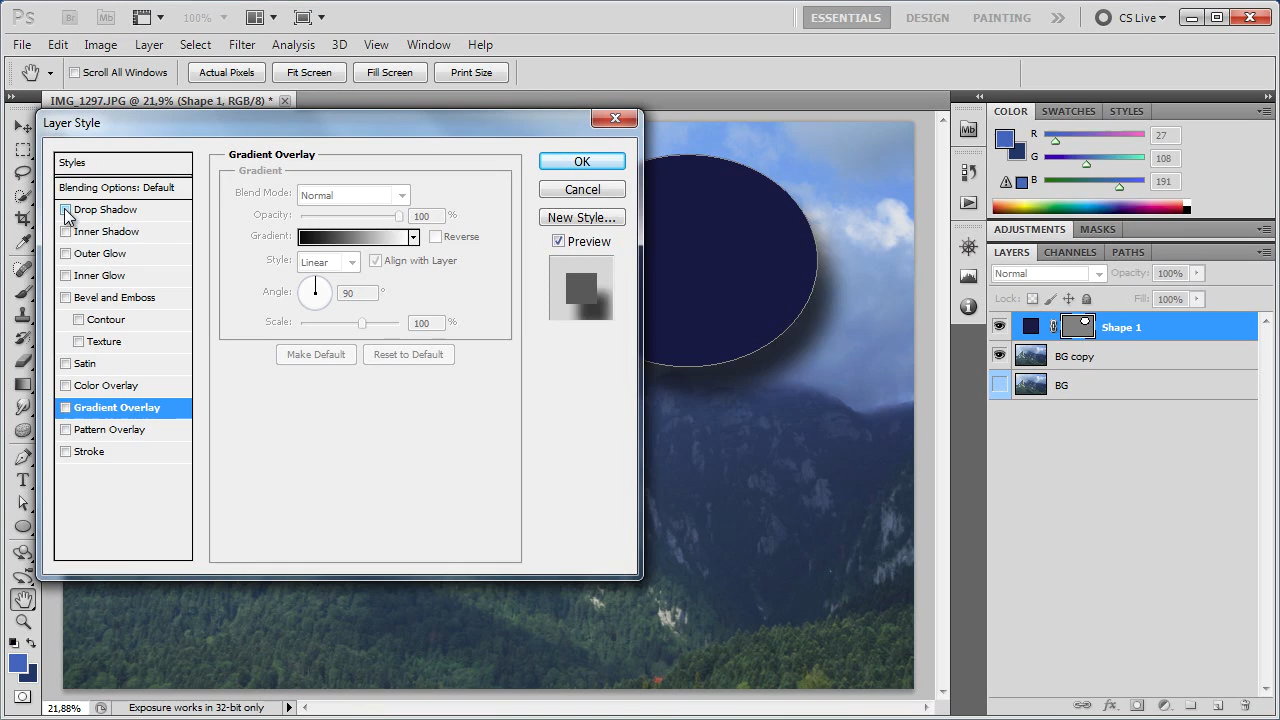 Ps
Br
Mb
100%
ESSENTIALS
DESIGN
PAINTING
CS Live
File
Edit
Image
Layer
Select
Filter
Analysis
3D
View
Window
Help
Scroll All Windows
Actual Pixels
Fit Screen
Fill Screen
Print Size
IMG_1297.JPG @ 21,9% (Shape 1, RGB/8) *
Layer Style
Styles
Blending Options: Default
Drop Shadow
Inner Shadow
Outer Glow
Inner Glow
Bevel and Emboss
Contour
Texture
Satin
Color Overlay
Gradient Overlay
Pattern Overlay
Stroke
Gradient Overlay
Gradient
Blend Mode:
Normal
Opacity:
100
%
Gradient:
Reverse
Style:
Linear
Align with Layer
Angle:
90
°
Scale:
100
%
Make Default
Reset to Default
OK
Cancel
New Style...
Preview
Mb
COLOR
SWATCHES
STYLES
R
27
G
108
B
191
ADJUSTMENTS
MASKS
LAYERS
CHANNELS
PATHS
Normal
Opacity:
100%
Lock:
Fill:
100%
Shape 1
BG copy
BG
T
21,88%
Exposure works in 32-bit only
fx